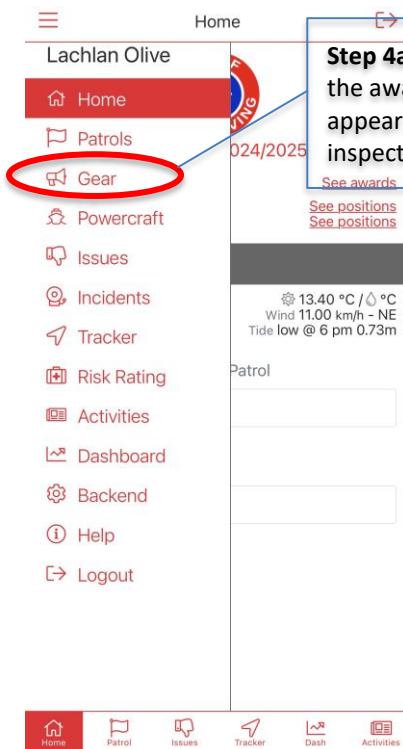 Home
Lachlan Olive
Home
Patrols
Gear
Powercraft
Issues
Incidents
Tracker
Risk Rating
Activities
Dashboard
Backend
Help
Logout
Step 4a
the
appear
inspect
VING
024/2025
See awards
See positions
See positions
13.40 °C / °C
Wind 11.00 km/h - NE
Tide low @ 6 pm 0.73m
Patrol
Home
Patrol
Issues
Tracker
Dash
Activities